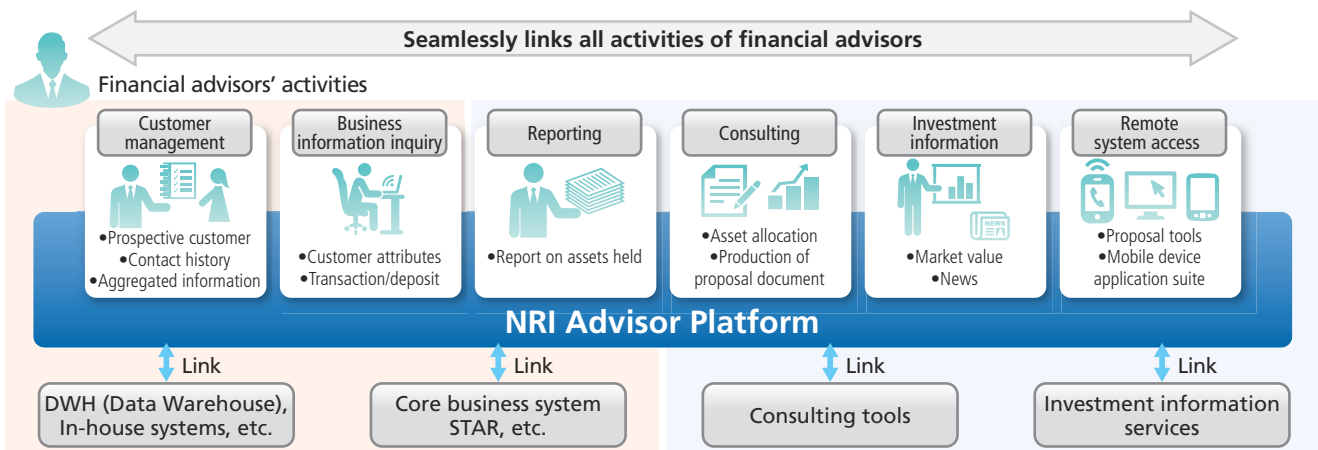 Seamlessly links all activities of financial advisors
Financial advisors’ activities
Customer
management
•Prospective customer
•Contact history
•Aggregated information
Business
information inquiry
•Customer attributes
•Transaction/deposit
Reporting
•Report on assets held
Consulting
•Asset allocation
•Production of
proposal document
Investment
information
NEWS
•Market value
•News
Remote
system access
•Proposal tools
•Mobile device
application suite
NRI Advisor Platform
Link
Link
Link
Link
DWH (Data Warehouse),
In-house systems, etc.
Core business system
STAR, etc.
Consulting tools
Investment information
services